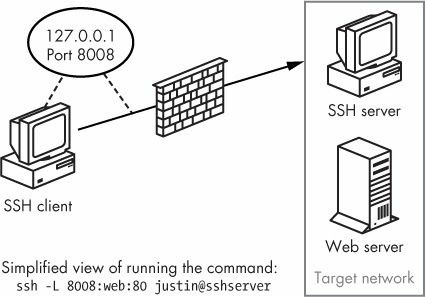 127.0.0.1
Port 8008
SSH server
SSH client
Web server
Simplified view of running the command:
ssh -L 8008:web:80 justin@sshserver
Target network